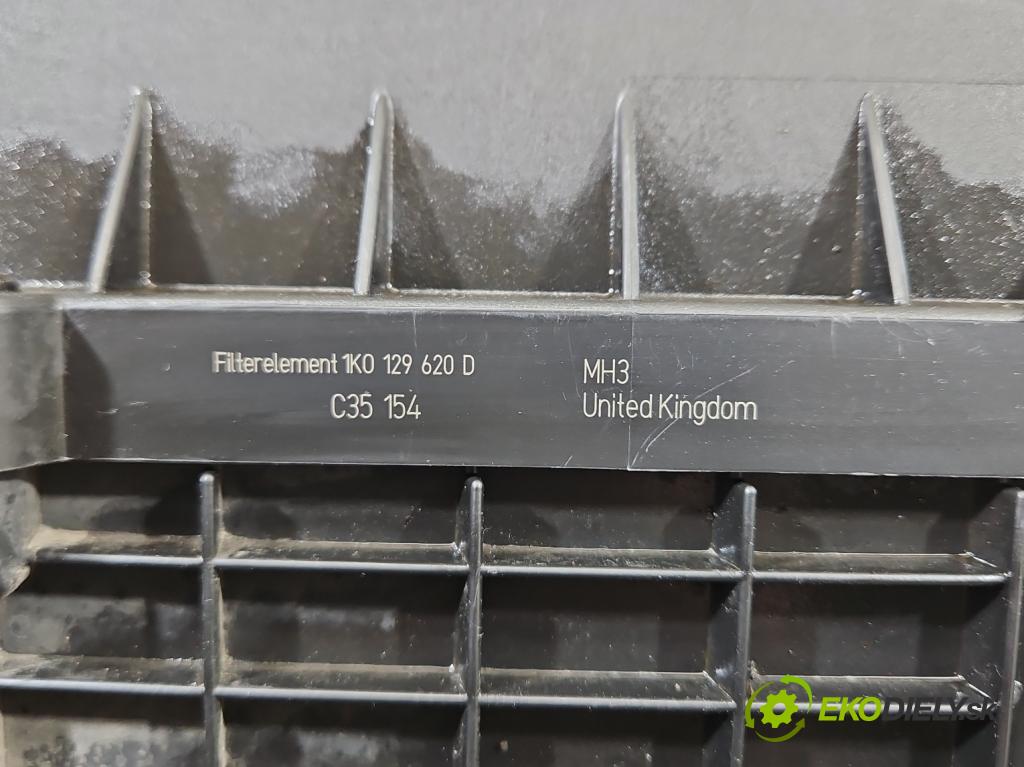 Filterelement 1K0 129 620 D
C35 154
MH3
United Kingdom
EKODIELY.SK